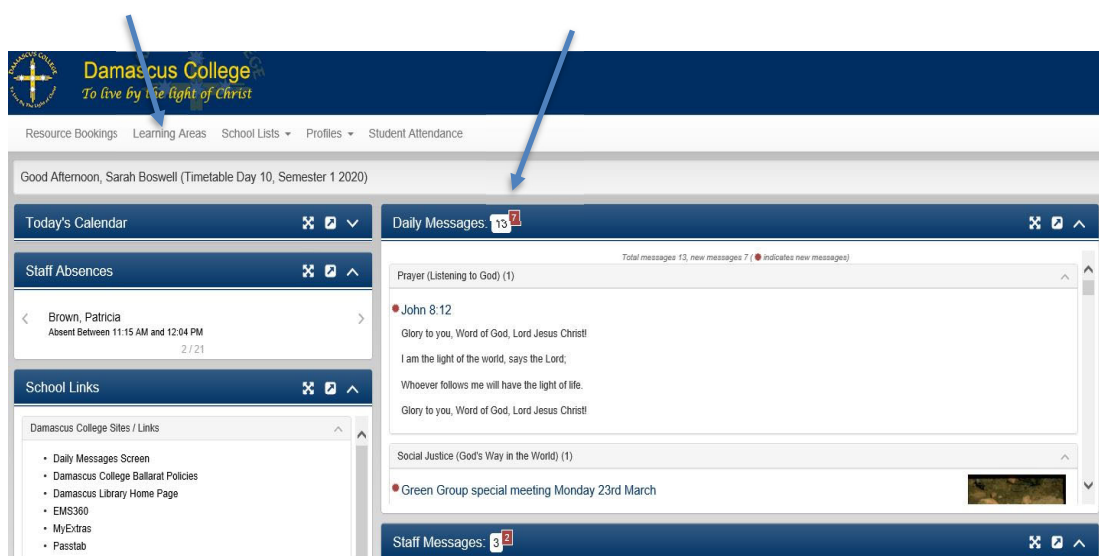 Damascus College
To live by the light of Christ
Resource Bookings Learning Areas School Lists Profiles Student Attendance
Good Afternoon, Sarah Boswell (Timetable Day 10, Semester 1 2020)
Today's Calendar
Staff Absences
Brown, Patricia
Absent Between 11:15 AM and 12:04 PM
2 / 21
School Links
Damascus College Sites / Links
• Daily Messages Screen
• Damascus College Ballarat Policies
• Damascus Library Home Page
• EMS360
• MyExtras
• Passtab
Daily Messages: 13 7
Total messages 13, new messages 7 ( indicates new messages)
Prayer (Listening to God) (1)
John 8:12
Glory to you, Word of God, Lord Jesus Christ!
I am the light of the world, says the Lord;
Whoever follows me will have the light of life.
Glory to you, Word of God, Lord Jesus Christ!
Social Justice (God's Way in the World) (1)
Green Group special meeting Monday 23rd March
Staff Messages: 3 2